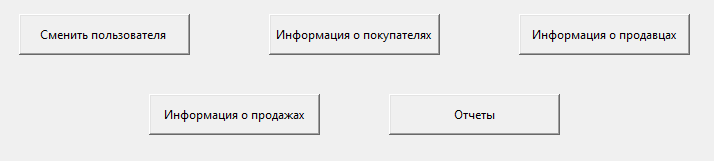 Сменить пользователя
Информация о покупателях
Информация о продавцах
Информация о продажах
Отчеты